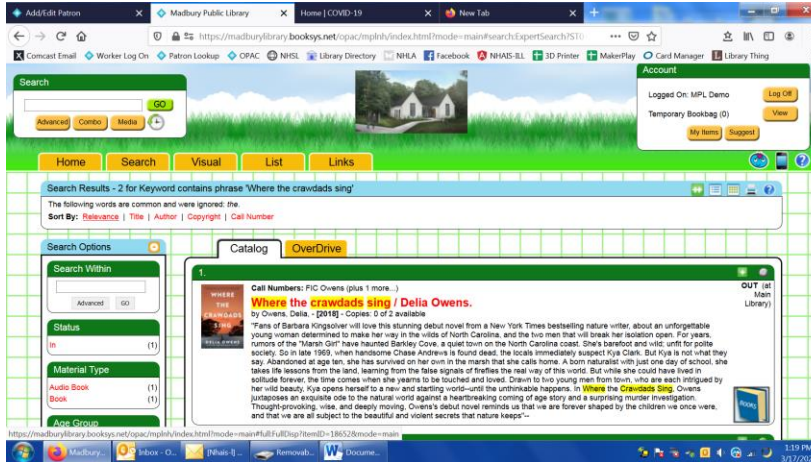 Add/Edit Patron
Madbury Public Library
Home | COVID-19
New Tab
https://madburylibrary.booksys.net/opac/mplnh/index.html?mode=main#search:ExpertSearch?ST
Comcast Email Worker Log On Patron Lookup OPAC NHSL Library Directory NHLA Facebook NHAIS-ILL 3D Printer MakerPlay Card Manager Library Thing
Search
GO
Advanced Combo Media
Account
Logged On: MPL Demo Log Off
Temporary Bookbag (0) View
My Items Suggest
Home Search Visual List Links
Search Results - 2 for Keyword contains phrase 'Where the crawdads sing'
The following words are common and were ignored: the.
Sort By: Relevance | Title | Author | Copyright | Call Number
Search Options
Search Within
Advanced GO
Status
In (1)
Material Type
Audio Book (1)
Book (1)
Age Group
Catalog OverDrive
1.
WHERE
THE
CRAWDADS
SING
DELIA OWENS
Call Numbers: FIC Owens (plus 1 more...)
OUT (at
Main
Library)
Where the crawdads sing / Delia Owens.
by Owens, Delia, - [2018] - Copies: 0 of 2 available
"Fans of Barbara Kingsolver will love this stunning debut novel from a New York Times bestselling nature writer, about an unforgettable
young woman determined to make her way in the wilds of North Carolina, and the two men that will break her isolation open. For years,
rumors of the "Marsh Girl" have haunted Barkley Cove, a quiet town on the North Carolina coast. She's barefoot and wild; unfit for polite
society. So in late 1969, when handsome Chase Andrews is found dead, the locals immediately suspect Kya Clark. But Kya is not what they
say. Abandoned at age ten, she has survived on her own in the marsh that she calls home. A born naturalist with just one day of school, she
takes life lessons from the land, learning from the false signals of fireflies the real way of this world. But while she could have lived in
solitude forever, the time comes when she yearns to be touched and loved. Drawn to two young men from town, who are each intrigued by
her wild beauty, Kya opens herself to a new and startling world--until the unthinkable happens. In Where the Crawdads Sing, Owens
juxtaposes an exquisite ode to the natural world against a heartbreaking coming of age story and a surprising murder investigation.
Thought-provoking, wise, and deeply moving, Owens's debut novel reminds us that we are forever shaped by the children we once were,
and that we are all subject to the beautiful and violent secrets that nature keeps"--
BOOKS
https://madburylibrary.booksys.net/opac/mplnh/index.html?mode=main#full:FullDisp?itemID=18652&mode=main
Madbury... Inbox - O... [Nhais-l]... Removab... Docume...
1:19 PM